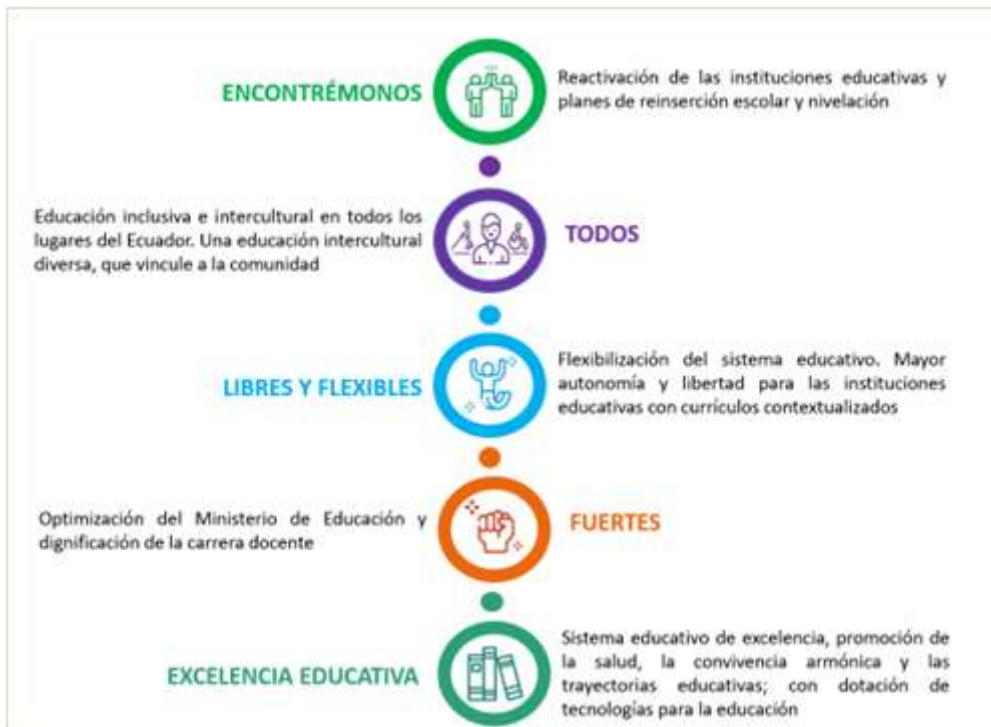 ENCONTRÉMONOS
Reactivación de las instituciones educativas y
planes de reinserción escolar y nivelación
Educación inclusiva e intercultural en todos los
lugares del Ecuador. Una educación intercultural
diversa, que vincule a la comunidad
TODOS
LIBRES Y FLEXIBLES
Flexibilización del sistema educativo. Mayor
autonomía y libertad para las instituciones
educativas con currículos contextualizados
Optimización del Ministerio de Educación y
dignificación de la carrera docente
FUERTES
EXCELENCIA EDUCATIVA
Sistema educativo de excelencia, promoción de
la salud, la convivencia armónica y las
trayectorias educativas; con dotación de
tecnologías para la educación